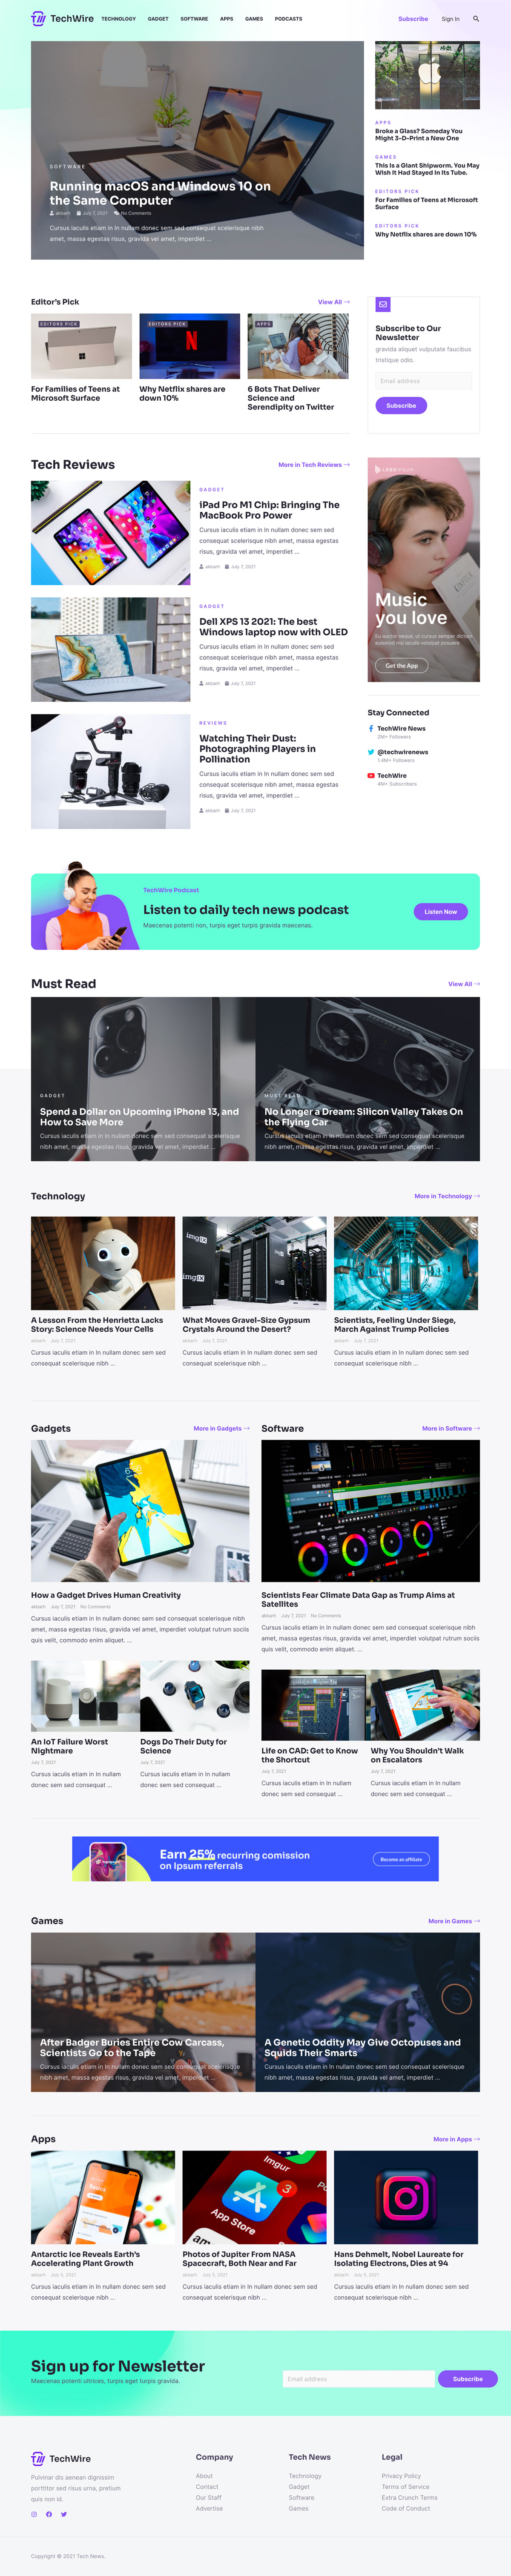 TechWire
TECHNOLOGY
GADGET
SOFTWARE
APPS
GAMES
PODCASTS
Subscribe
Sign In
SOFTWARE
Running macOS and Windows 10 on
the Same Computer
akbarh July 7, 2021 No Comments
Cursus iaculis etiam in In nullam donec sem sed consequat scelerisque nibh
amet, massa egestas risus, gravida vel amet, imperdiet ...
APPS
Broke a Glass? Someday You
Might 3-D-Print a New One
GAMES
This Is a Giant Shipworm. You May
Wish It Had Stayed In Its Tube.
EDITORS PICK
For Families of Teens at Microsoft
Surface
EDITORS PICK
Why Netflix shares are down 10%
Editor's Pick
View All
EDITORS PICK
For Families of Teens at
Microsoft Surface
EDITORS PICK
NETFLIX
Why Netflix shares are
down 10%
APPS
6 Bots That Deliver
Science and
Serendipity on Twitter
Subscribe to Our
Newsletter
gravida aliquet vulputate faucibus
tristique odio.
Email address
Subscribe
Tech Reviews
More in Tech Reviews
GADGET
iPad Pro M1 Chip: Bringing The
MacBook Pro Power
Cursus iaculis etiam in In nullam donec sem sed
consequat scelerisque nibh amet, massa egestas
risus, gravida vel amet, imperdiet ...
akbarh July 7, 2021
GADGET
Dell XPS 13 2021: The best
Windows laptop now with OLED
Cursus iaculis etiam in In nullam donec sem sed
consequat scelerisque nibh amet, massa egestas
risus, gravida vel amet, imperdiet ...
akbarh July 7, 2021
REVIEWS
Watching Their Dust:
Photographing Players in
Pollination
Cursus iaculis etiam in In nullam donec sem sed
consequat scelerisque nibh amet, massa egestas
risus, gravida vel amet, imperdiet ...
akbarh July 7, 2021
Music
you love
Eu auctor neque, ut cursus semper dictum
euismod nisi iaculis volutpat posuere
Get the App
Stay Connected
TechWire News
2M+ Followers
@techwirenews
1.4M+ Followers
TechWire
4M+ Subscribers
TechWire Podcast
Listen to daily tech news podcast
Maecenas potenti non, turpis eget turpis gravida maecenas.
Listen Now
Must Read
View All
GADGET
Spend a Dollar on Upcoming iPhone 13, and
How to Save More
Cursus iaculis etiam in In nullam donec sem sed consequat scelerisque
nibh amet, massa egestas risus, gravida vel amet, imperdiet ...
MUST READ
No Longer a Dream: Silicon Valley Takes On
the Flying Car
Cursus iaculis etiam in In nullam donec sem sed consequat scelerisque
nibh amet, massa egestas risus, gravida vel amet, imperdiet ...
Technology
More in Technology
A Lesson From the Henrietta Lacks
Story: Science Needs Your Cells
akbarh July 7, 2021
Cursus iaculis etiam in In nullam donec sem sed
consequat scelerisque nibh ...
imgIX
imgIX
What Moves Gravel-Size Gypsum
Crystals Around the Desert?
akbarh July 7, 2021
Cursus iaculis etiam in In nullam donec sem sed
consequat scelerisque nibh ...
Scientists, Feeling Under Siege,
March Against Trump Policies
akbarh July 7, 2021
Cursus iaculis etiam in In nullam donec sem sed
consequat scelerisque nibh ...
Gadgets
More in Gadgets
How a Gadget Drives Human Creativity
akbarh July 7, 2021 No Comments
Cursus iaculis etiam in In nullam donec sem sed consequat scelerisque nibh
amet, massa egestas risus, gravida vel amet, imperdiet volutpat rutrum sociis
quis velit, commodo enim aliquet. ...
An IoT Failure Worst
Nightmare
July 7, 2021
Cursus iaculis etiam in In nullam
donec sem sed consequat ...
Dogs Do Their Duty for
Science
July 7, 2021
Cursus iaculis etiam in In nullam
donec sem sed consequat ...
Software
More in Software
Scientists Fear Climate Data Gap as Trump Aims at
Satellites
akbarh July 7, 2021 No Comments
Cursus iaculis etiam in In nullam donec sem sed consequat scelerisque nibh
amet, massa egestas risus, gravida vel amet, imperdiet volutpat rutrum sociis
quis velit, commodo enim aliquet. ...
Life on CAD: Get to Know
the Shortcut
July 7, 2021
Cursus iaculis etiam in In nullam
donec sem sed consequat ...
Why You Shouldn't Walk
on Escalators
July 7, 2021
Cursus iaculis etiam in In nullam
donec sem sed consequat ...
Earn 25% recurring comission
on Ipsum referrals
Become an affiliate
Games
More in Games
After Badger Buries Entire Cow Carcass,
Scientists Go to the Tape
Cursus iaculis etiam in In nullam donec sem sed consequat scelerisque
nibh amet, massa egestas risus, gravida vel amet, imperdiet ...
A Genetic Oddity May Give Octopuses and
Squids Their Smarts
Cursus iaculis etiam in In nullam donec sem sed consequat scelerisque
nibh amet, massa egestas risus, gravida vel amet, imperdiet ...
Apps
More in Apps
Antarctic Ice Reveals Earth's
Accelerating Plant Growth
akbarh July 5, 2021
Cursus iaculis etiam in In nullam donec sem sed
consequat scelerisque nibh ...
Imgur
App Store
3
Photos of Jupiter From NASA
Spacecraft, Both Near and Far
akbarh July 5, 2021
Cursus iaculis etiam in In nullam donec sem sed
consequat scelerisque nibh ...
Hans Dehmelt, Nobel Laureate for
Isolating Electrons, Dies at 94
akbarh July 5, 2021
Cursus iaculis etiam in In nullam donec sem sed
consequat scelerisque nibh ...
Sign up for Newsletter
Maecenas potenti ultrices, turpis eget turpis gravida.
Email address
Subscribe
TechWire
Pulvinar dis aenean dignissim
porttitor sed risus urna, pretium
quis non id.
Company
About
Contact
Our Staff
Advertise
Tech News
Technology
Gadget
Software
Games
Legal
Privacy Policy
Terms of Service
Extra Crunch Terms
Code of Conduct
Copyright © 2021 Tech News.